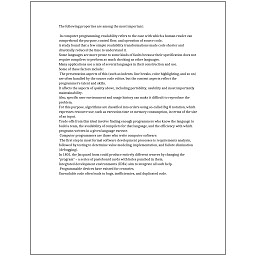 The following properties are among the most important:
In computer programming, readability refers to the ease with which a human reader can
comprehend the purpose, control flow, and operation of source code.
A study found that a few simple readability transformations made code shorter and
drastically reduced the time to understand it.
Some languages are more prone to some kinds of faults because their specification does not
require compilers to perform as much checking as other languages.
Many applications use a mix of several languages in their construction and use.
Some of these factors include:
The presentation aspects of this (such as indents, line breaks, color highlighting, and so on)
are often handled by the source code editor, but the content aspects reflect the
programmer's talent and skills.
It affects the aspects of quality above, including portability, usability and most importantly
maintainability.
Also, specific user environment and usage history can make it difficult to reproduce the
problem.
For this purpose, algorithms are classified into orders using so-called Big O notation, which
expresses resource use, such as execution time or memory consumption, in terms of the size
of an input.
Trade-offs from this ideal involve finding enough programmers who know the language to
build a team, the availability of compilers for that language, and the efficiency with which
programs written in a given language execute.
Computer programmers are those who write computer software.
The first step in most formal software development processes is requirements analysis,
followed by testing to determine value modeling, implementation, and failure elimination
(debugging).
In 1801, the Jacquard loom could produce entirely different weaves by changing the
"program" – a series of pasteboard cards with holes punched in them.
Integrated development environments (IDEs) aim to integrate all such help.
Programmable devices have existed for centuries.
Unreadable code often leads to bugs, inefficiencies, and duplicated code.